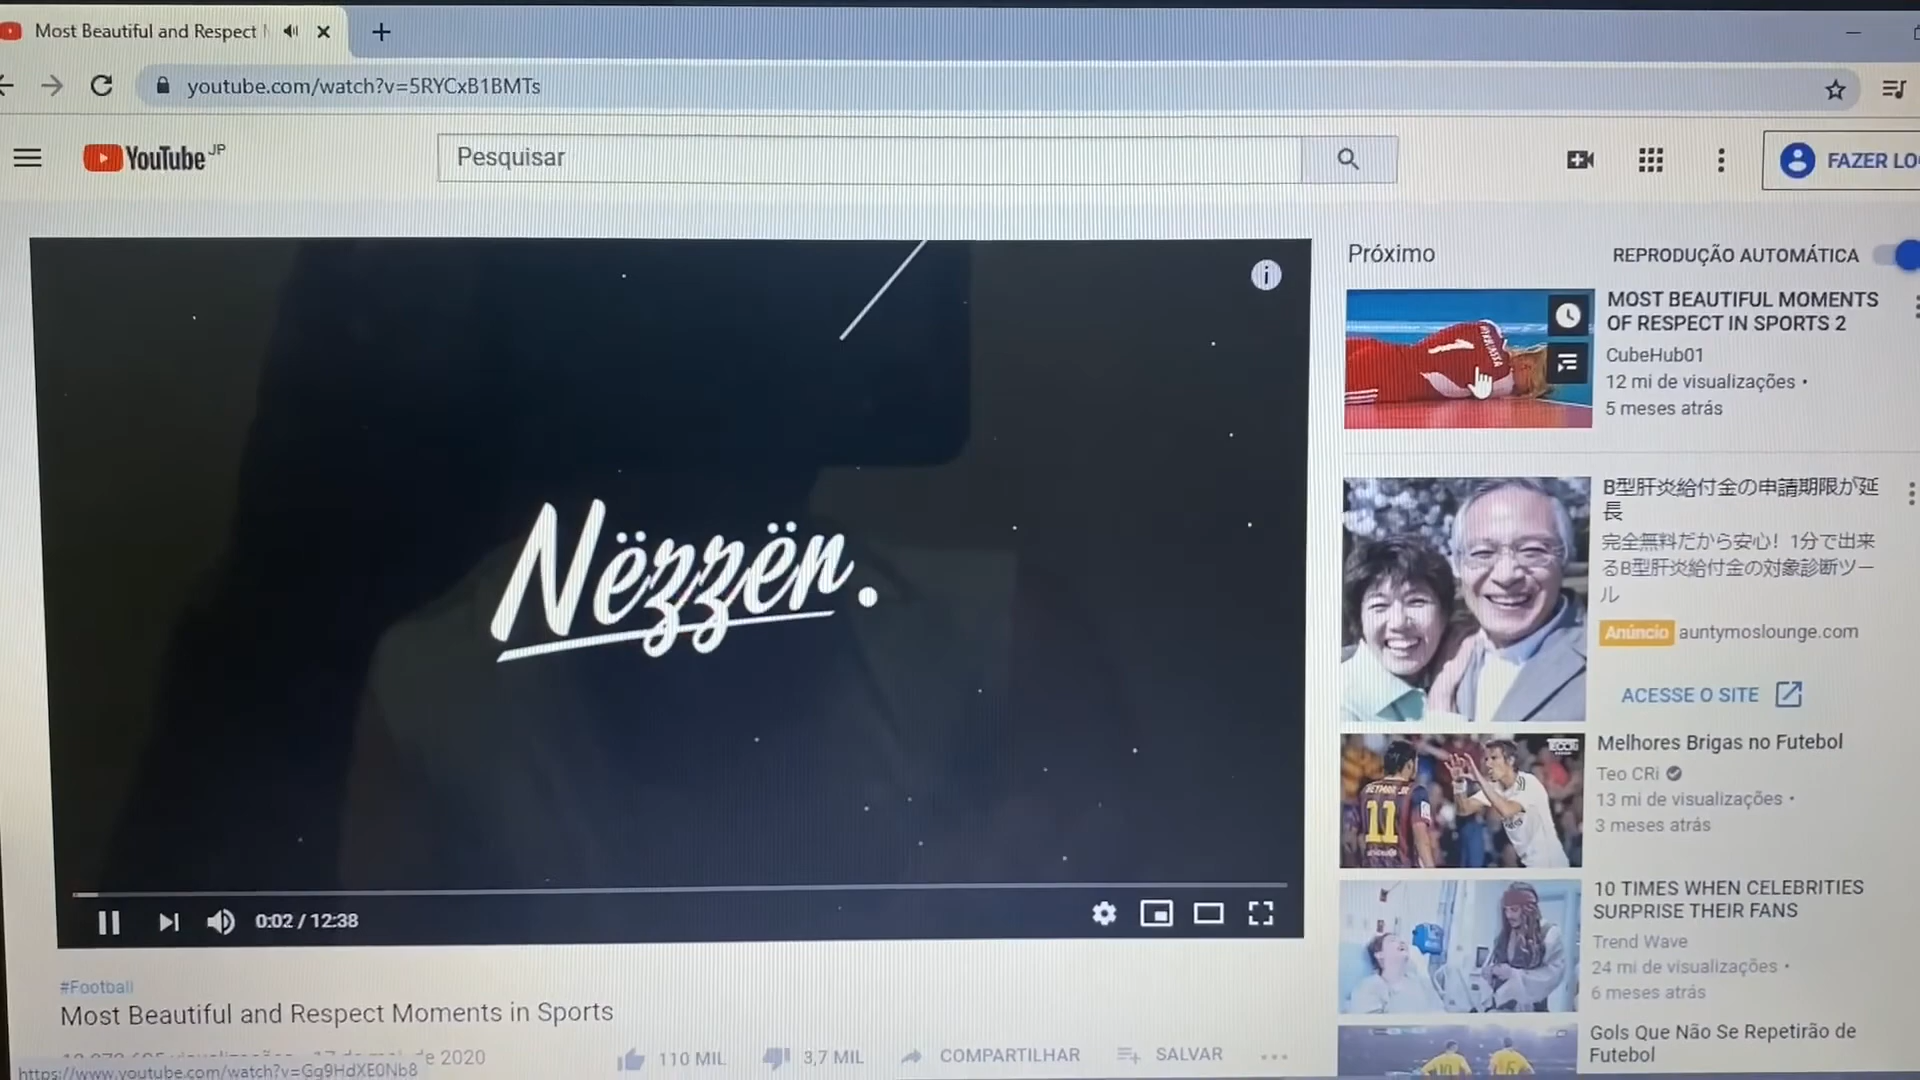 Most Beautiful and Respect
youtube.com/watch?v=5RYCxB1BMTs
YouTube JP
Pesquisar
FAZER LO
Nëzzën.
0:02 / 12:38
#Football
Most Beautiful and Respect Moments in Sports
de 2020
110 MIL
3,7 MIL
COMPARTILHAR
SALVAR
https://www.youtube.com/watch?v=Gg9HdXE0Nb8
Próximo
REPRODUÇÃO AUTOMÁTICA
MOST BEAUTIFUL MOMENTS
OF RESPECT IN SPORTS 2
CubeHub01
12 mi de visualizações •
5 meses atrás
B型肝炎給付金の申請期限が延
長
完全無料だから安心！1分で出来
るB型肝炎給付金の対象診断ツー
ル
Anúncio auntymoslounge.com
ACESSE O SITE
NEYMAR JR
11
Melhores Brigas no Futebol
Teo CRi
13 mi de visualizações •
3 meses atrás
10 TIMES WHEN CELEBRITIES
SURPRISE THEIR FANS
Trend Wave
24 mi de visualizações •
6 meses atrás
Gols Que Não Se Repetirão de
Futebol